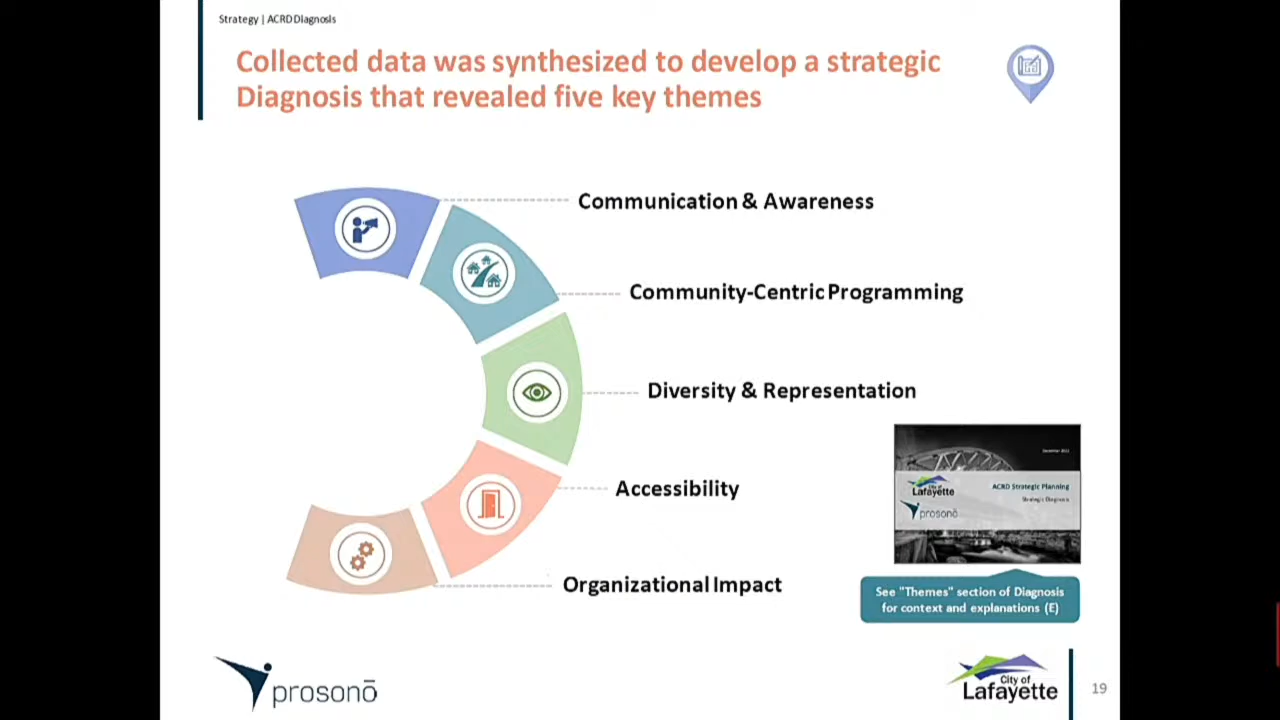 Strategy | ACRD Diagnosis
Collected data was synthesized to develop a strategic
Diagnosis that revealed five key themes
Communication & Awareness
Community-Centric Programming
Diversity & Representation
Accessibility
Organizational Impact
City of
Lafayette
ACRD Strategic Planning
Strategic Diagnosis
prosono
See "Themes" section of Diagnosis
for context and explanations (E)
prosonō
City of
Lafayette
19